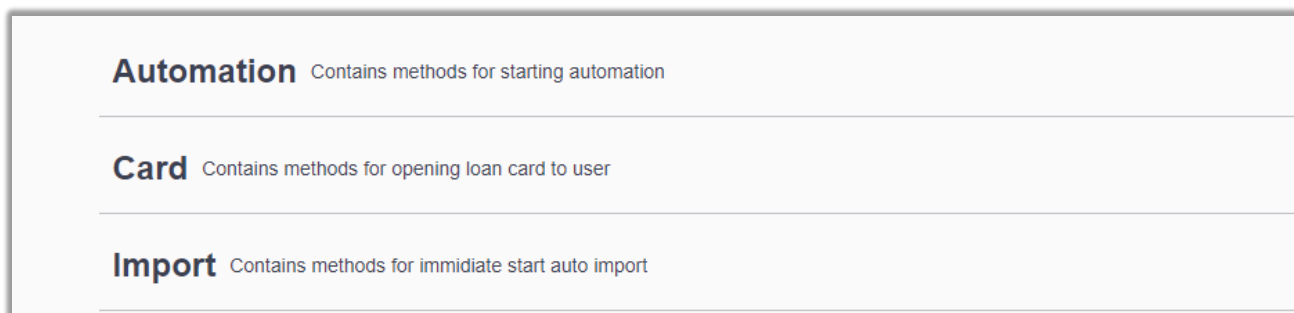 Automation Contains methods for starting automation
Card Contains methods for opening loan card to user
Import Contains methods for immidiate start auto import